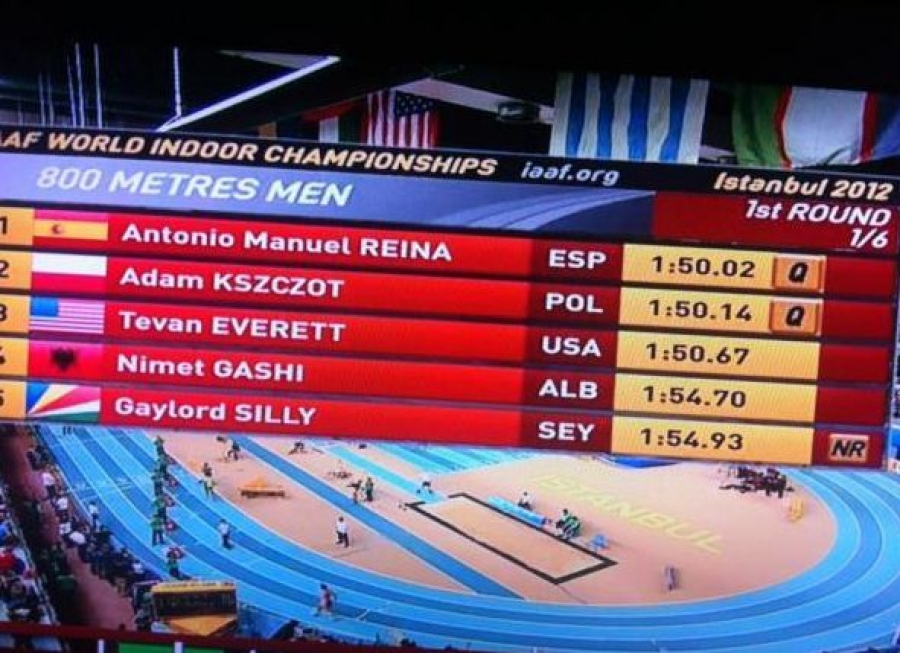 AAF WORLD INDOOR CHAMPIONSHIPS iaaf.org Istanbul 2012
800 METRES MEN 1st ROUND
1/6
1 Antonio Manuel REINA ESP 1:50.02 Q
2 Adam KSZCZOT POL 1:50.14 Q
3 Tevan EVERETT USA 1:50.67
Nimet GASHI ALB 1:54.70
5 Gaylord SILLY SEY 1:54.93 NR
ISTANBUL